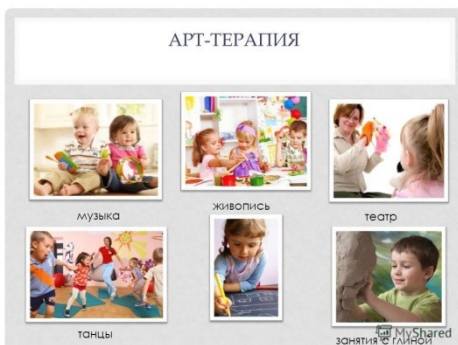 АРТ-ТЕРАПИЯ
музыка
живопись
театр
танцы
занятия с глиной
MyShared